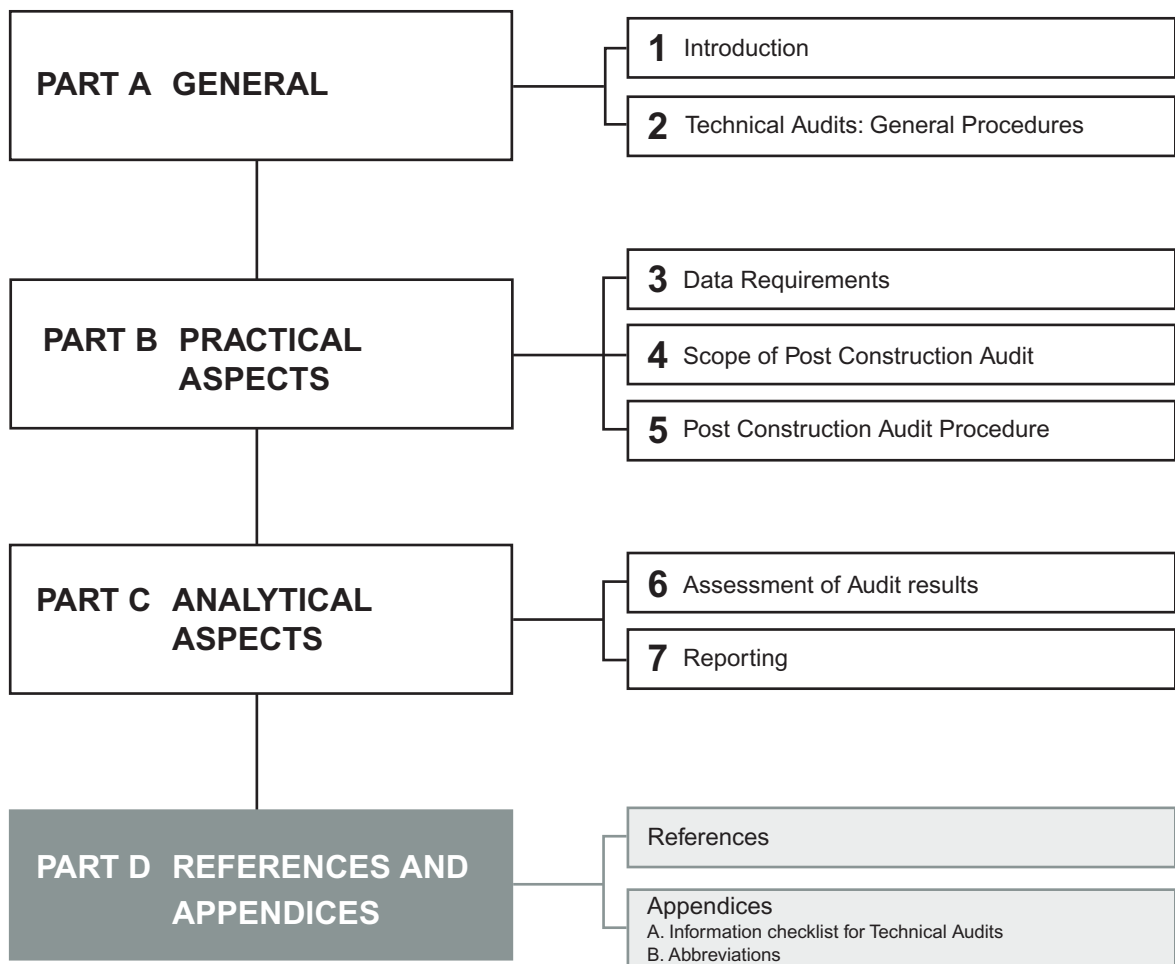 PART A GENERAL
1 Introduction
2 Technical Audits: General Procedures
PART B PRACTICAL
ASPECTS
3 Data Requirements
4 Scope of Post Construction Audit
5 Post Construction Audit Procedure
PART C ANALYTICAL
ASPECTS
6 Assessment of Audit results
7 Reporting
PART D REFERENCES AND
APPENDICES
References
Appendices
A. Information checklist for Technical Audits
B. Abbreviations